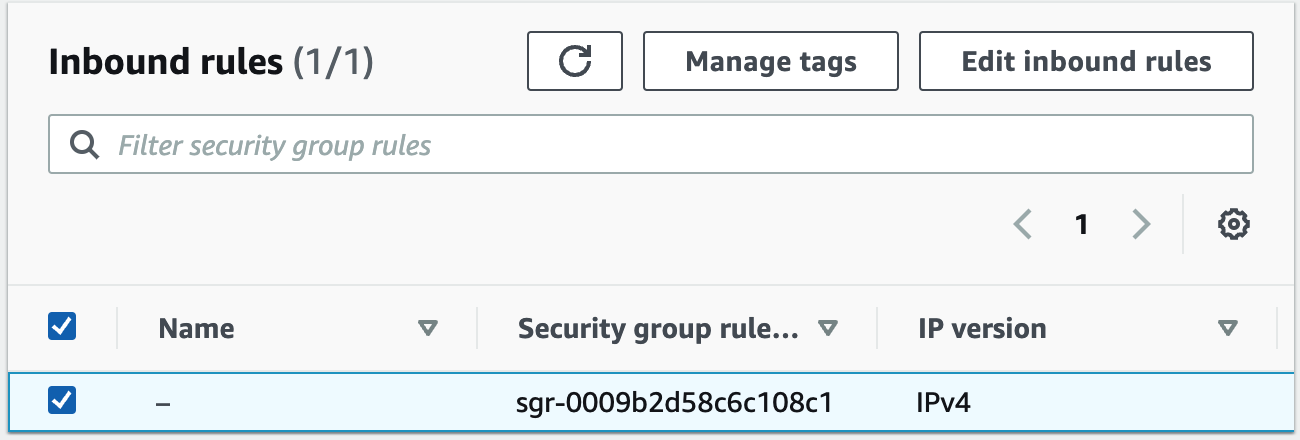 Inbound rules (1/1) Manage tags Edit inbound rules
Filter security group rules
1
Name Security group rule... IP version
– sgr-0009b2d58c6c108c1 IPv4